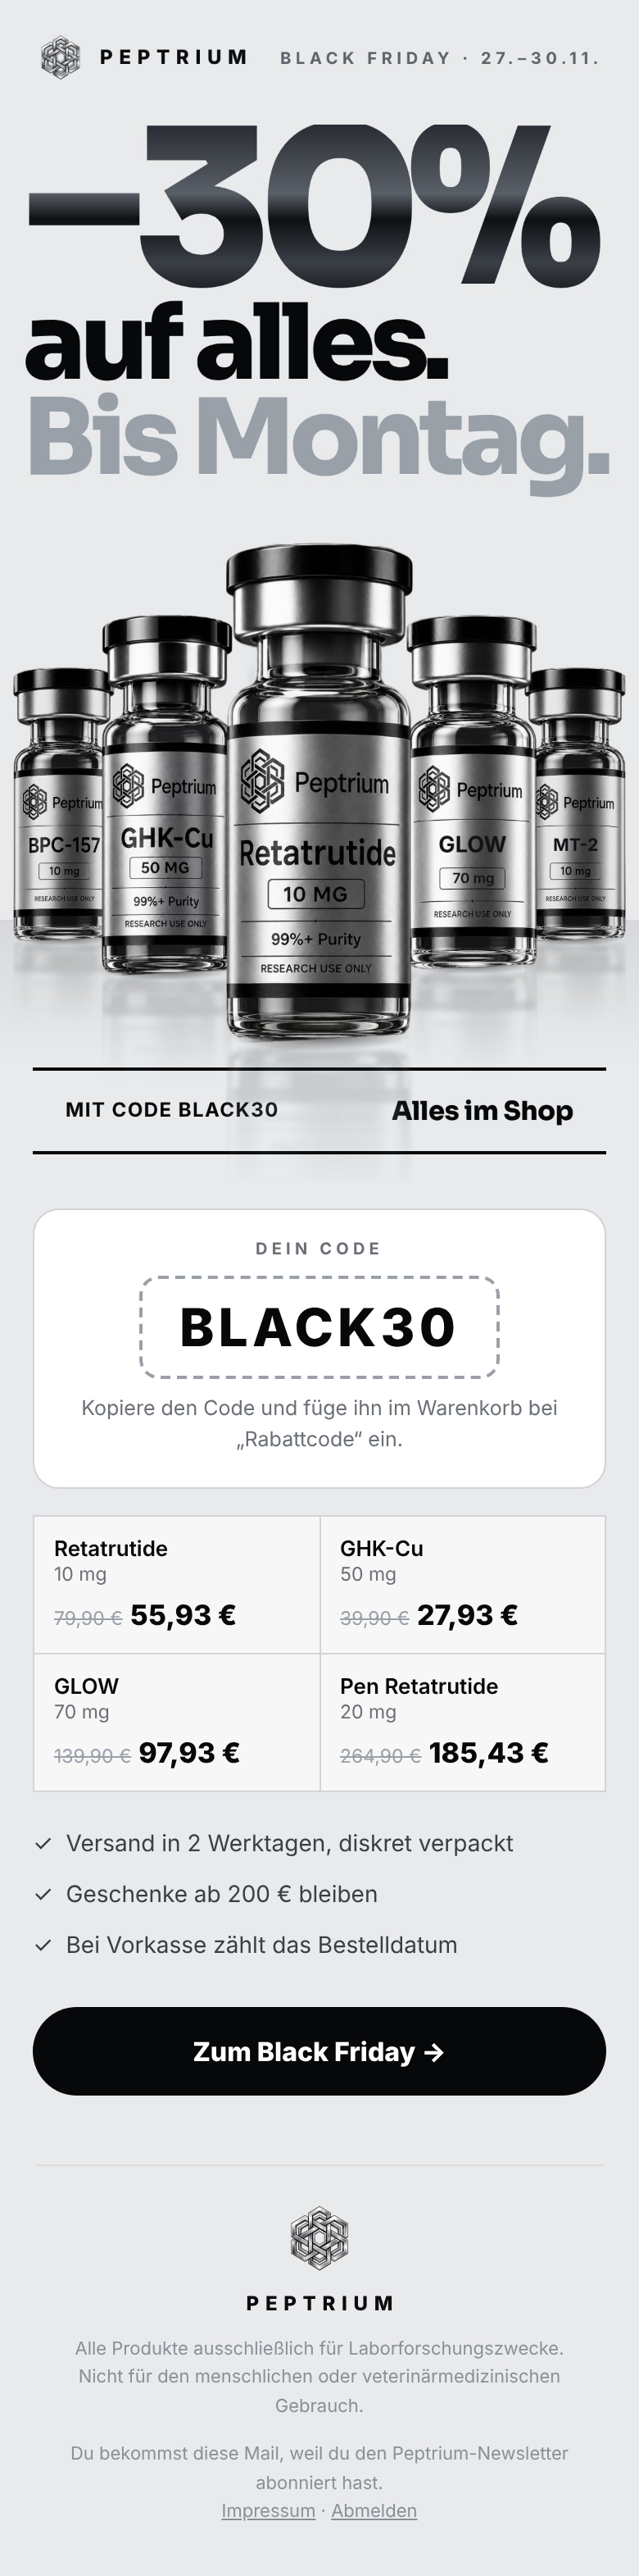 PEPTRIUM
BLACK FRIDAY · 27.–30.11.
–30%
auf alles.
Bis Montag.
Peptrium
BPC-157
10 mg
RESEARCH USE ONLY
Peptrium
GHK-Cu
50 MG
99%+ Purity
RESEARCH USE ONLY
Peptrium
Retatrutide
10 MG
99%+ Purity
RESEARCH USE ONLY
Peptrium
GLOW
70 mg
RESEARCH USE ONLY
Peptrium
MT-2
10 mg
RESEARCH USE ONLY
MIT CODE BLACK30
Alles im Shop
DEIN CODE
BLACK30
Kopiere den Code und füge ihn im Warenkorb bei
„Rabattcode“ ein.
Retatrutide
10 mg
79,90 € 55,93 €
GHK-Cu
50 mg
39,90 € 27,93 €
GLOW
70 mg
139,90 € 97,93 €
Pen Retatrutide
20 mg
264,90 € 185,43 €
✓ Versand in 2 Werktagen, diskret verpackt
✓ Geschenke ab 200 € bleiben
✓ Bei Vorkasse zählt das Bestelldatum
Zum Black Friday →
PEPTRIUM
Alle Produkte ausschließlich für Laborforschungszwecke.
Nicht für den menschlichen oder veterinärmedizinischen
Gebrauch.
Du bekommst diese Mail, weil du den Peptrium-Newsletter
abonniert hast.
Impressum · Abmelden